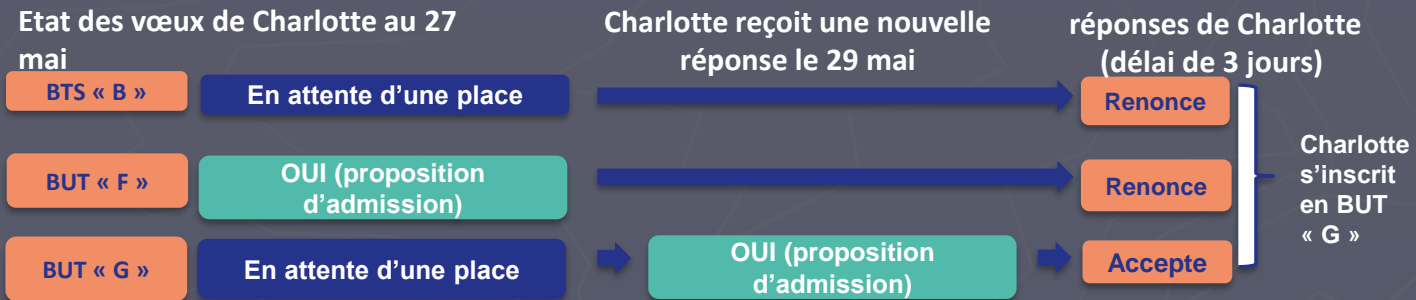 Etat des vœux de Charlotte au 27
mai
Charlotte reçoit une nouvelle
réponse le 29 mai
réponses de Charlotte
(délai de 3 jours)
BTS « B »
En attente d’une place
Renonce
BUT « F »
OUI (proposition
d’admission)
Renonce
BUT « G »
En attente d’une place
OUI (proposition
d’admission)
Accepte
Charlotte
s’inscrit
en BUT
« G »